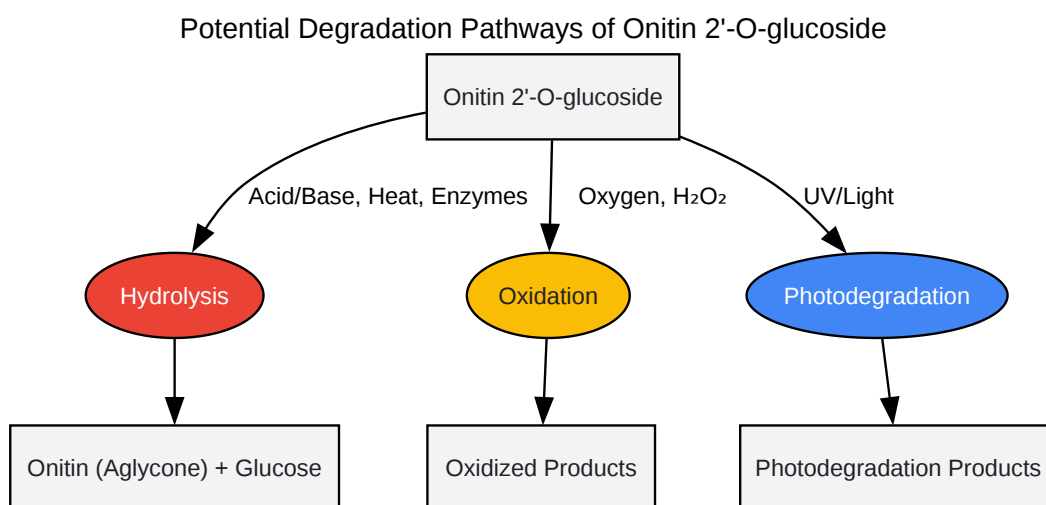 Potential Degradation Pathways of Onitin 2'-O-glucoside
Onitin 2'-O-glucoside
Acid/Base, Heat, Enzymes
Oxygen, H₂O₂
UV/Light
Hydrolysis
Oxidation
Photodegradation
Onitin (Aglycone) + Glucose
Oxidized Products
Photodegradation Products